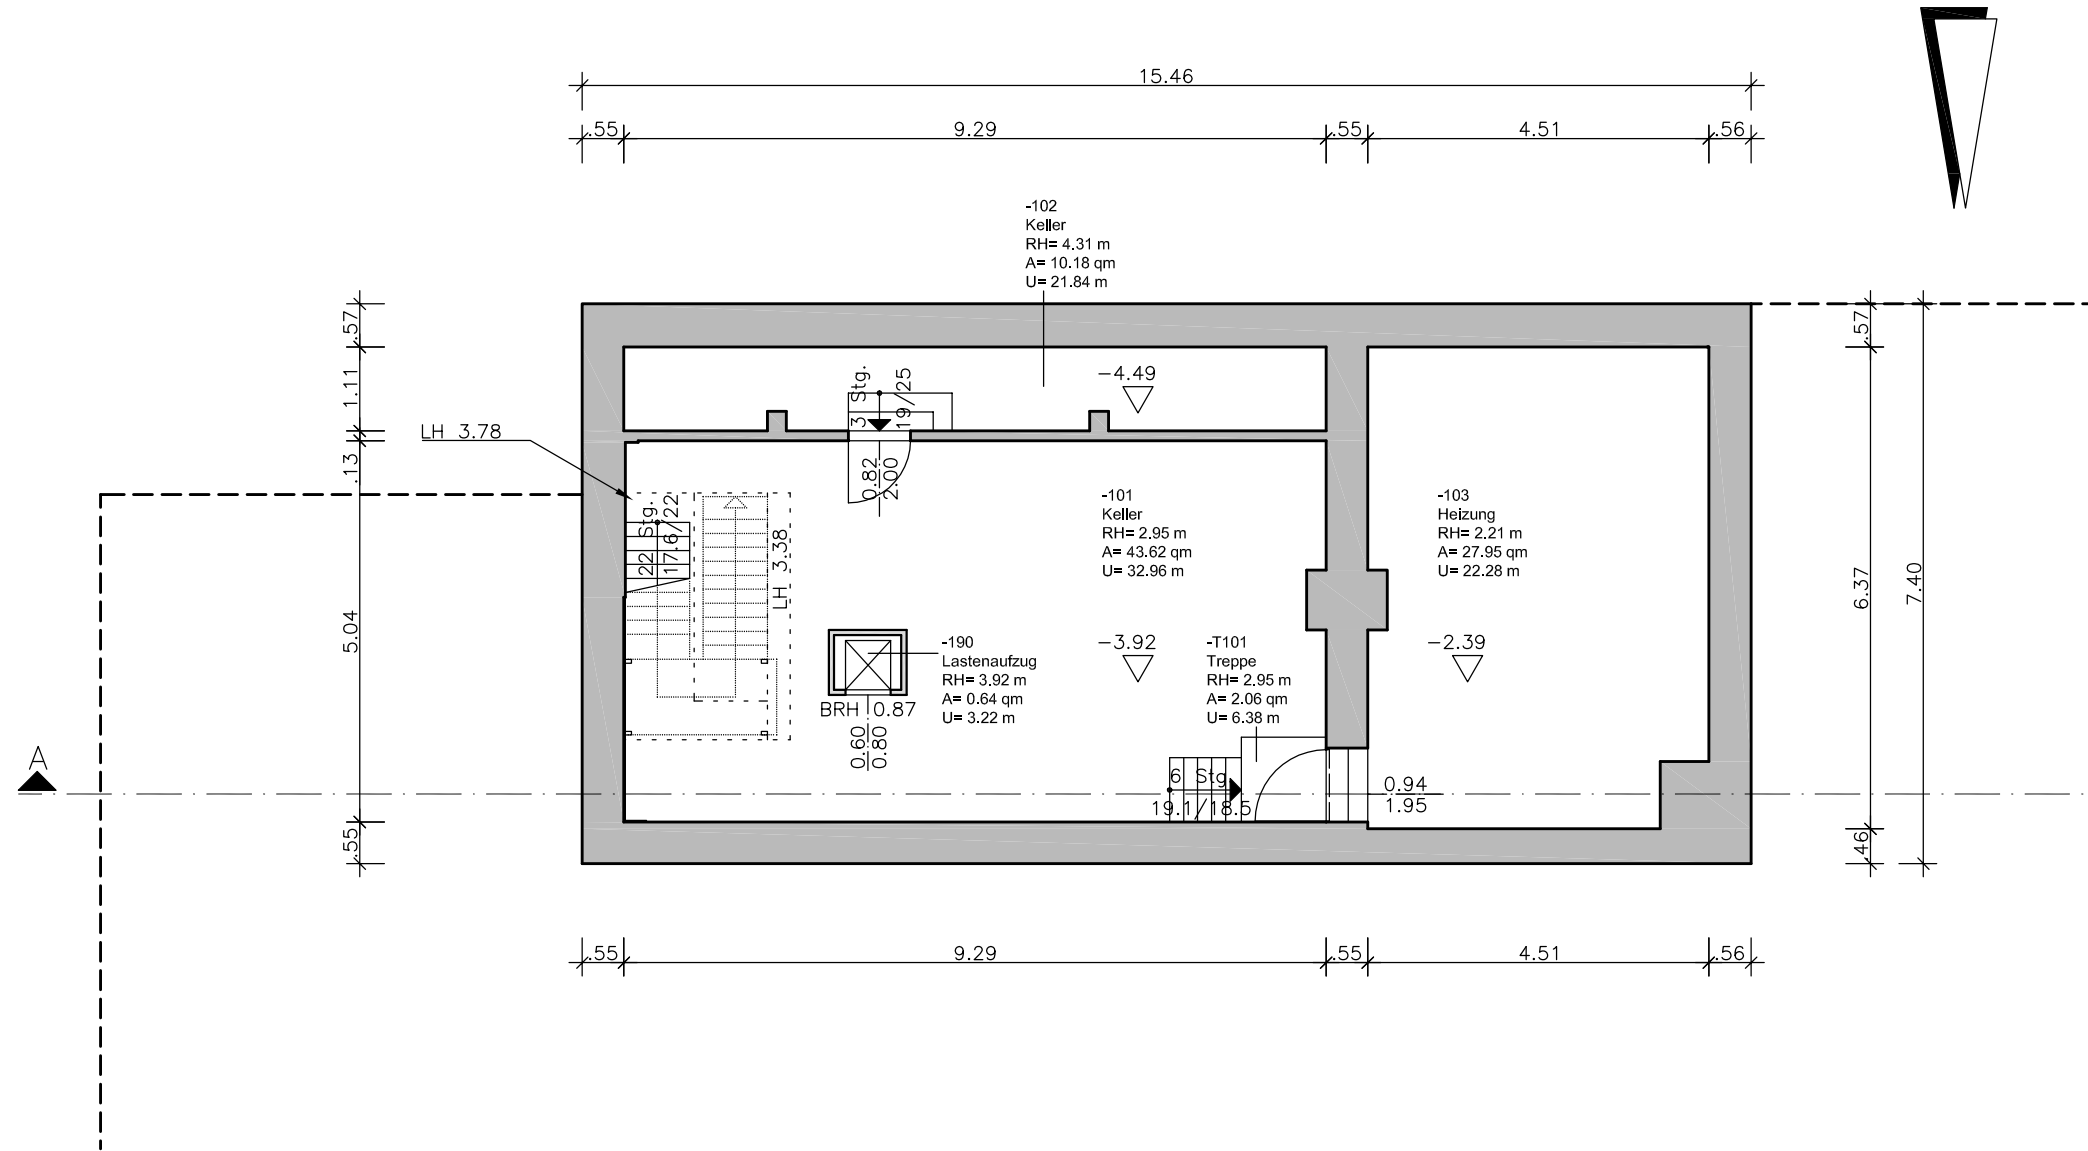 15.46
.55
9.29
.55
4.51
.56
-102
Keller
RH= 4.31 m
A= 10.18 qm
U= 21.84 m
.57
1.11
.13
5.04
.55
LH 3.78
3 Stg.
19/25
-4.49
0.82
2.00
22 Stg.
17.6/22
LH 3.38
-101
Keller
RH= 2.95 m
A= 43.62 qm
U= 32.96 m
-103
Heizung
RH= 2.21 m
A= 27.95 qm
U= 22.28 m
.57
6.37
.46
7.40
-190
Lastenaufzug
RH= 3.92 m
A= 0.64 qm
U= 3.22 m
BRH 0.87
0.60
0.80
-3.92
-T101
Treppe
RH= 2.95 m
A= 2.06 qm
U= 6.38 m
-2.39
A
6 Stg.
19.1/18.5
0.94
1.95
.55
9.29
.55
4.51
.56